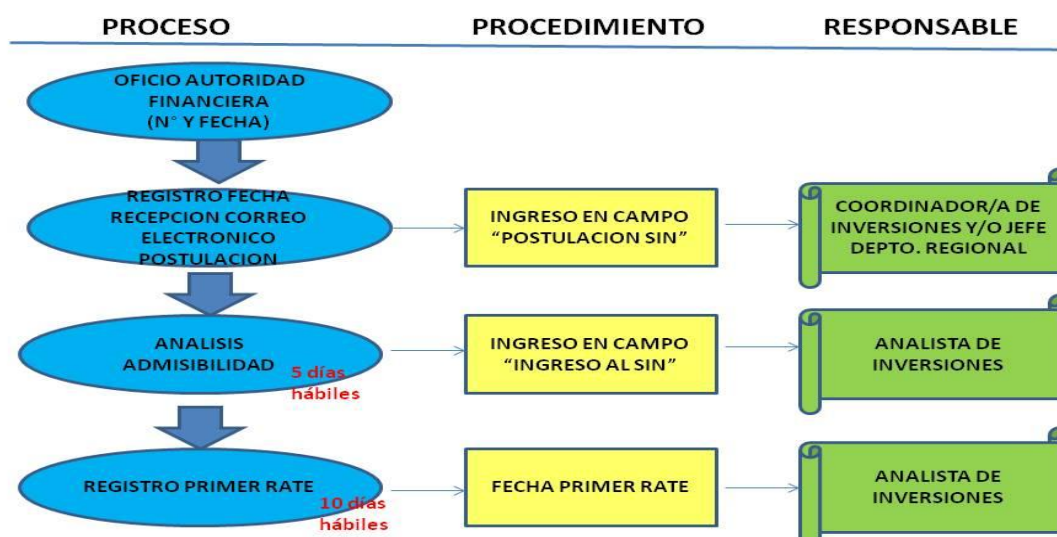 PROCESO
PROCEDIMIENTO
RESPONSABLE
OFICIO AUTORIDAD
FINANCIERA
(N° Y FECHA)
REGISTRO FECHA
RECEPCION CORREO
ELECTRONICO
POSTULACION
INGRESO EN CAMPO
“POSTULACION SIN”
COORDINADOR/A DE
INVERSIONES Y/O JEFE
DEPTO. REGIONAL
ANALISIS
ADMISIBILIDAD
5 días
hábiles
INGRESO EN CAMPO
“INGRESO AL SIN”
ANALISTA DE
INVERSIONES
REGISTRO PRIMER RATE
10 días
hábiles
FECHA PRIMER RATE
ANALISTA DE
INVERSIONES